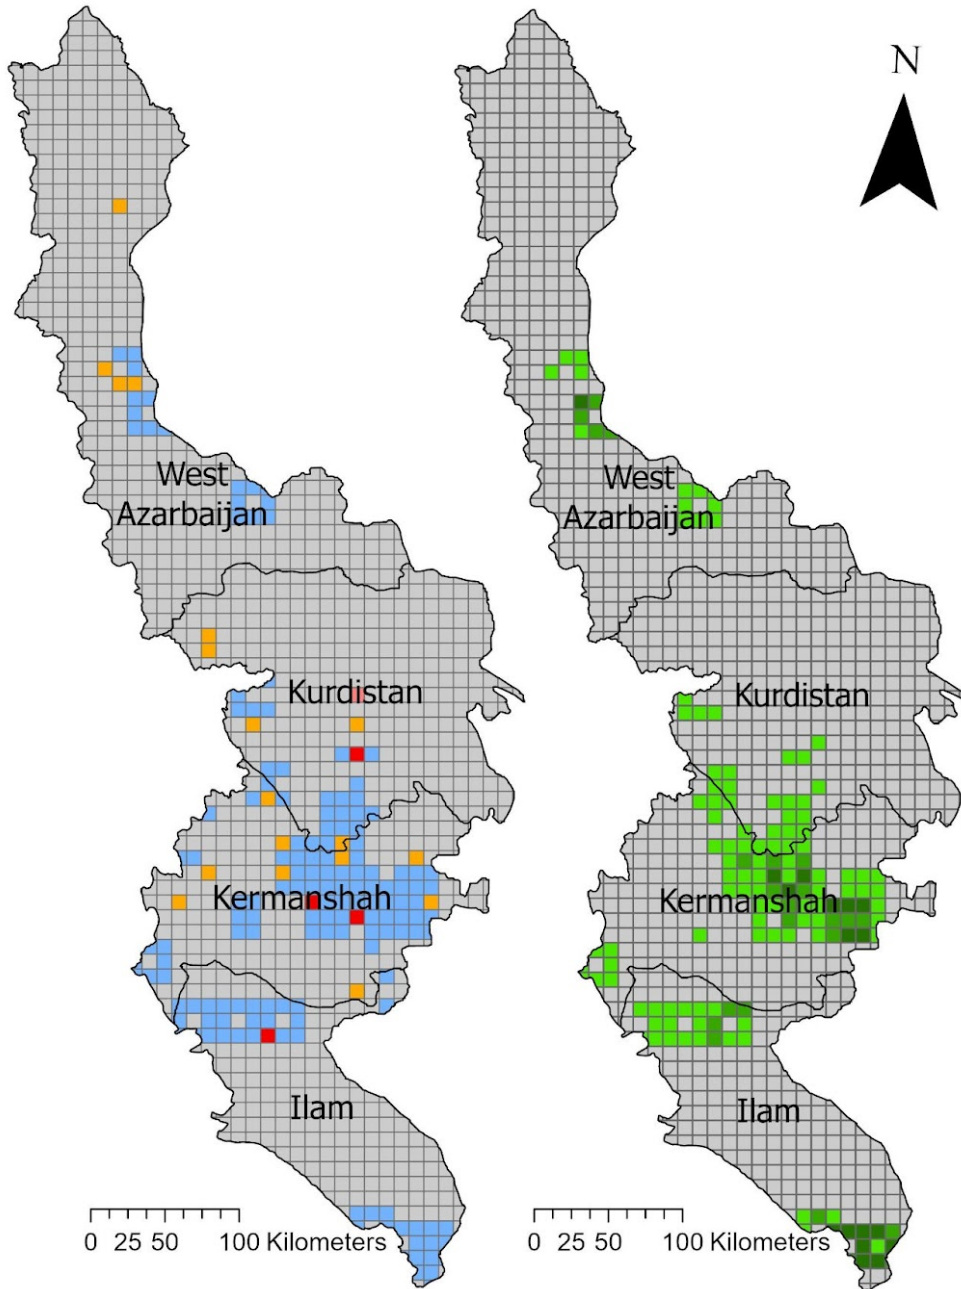 N
West
Azarbaijan
Kurdistan
Kermanshah
Ilam
0 25 50 100 Kilometers
West
Azarbaijan
Kurdistan
Kermanshah
Ilam
0 25 50 100 Kilometers